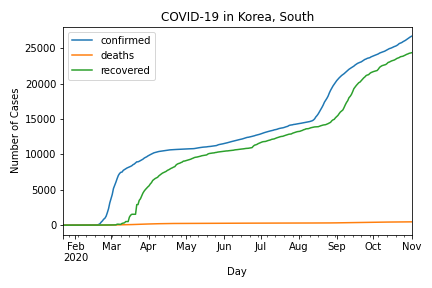 COVID-19 in Korea, South
Number of Cases
25000
20000
15000
10000
5000
0
confirmed
deaths
recovered
Feb Mar Apr May Jun Jul Aug Sep Oct Nov
2020
Day